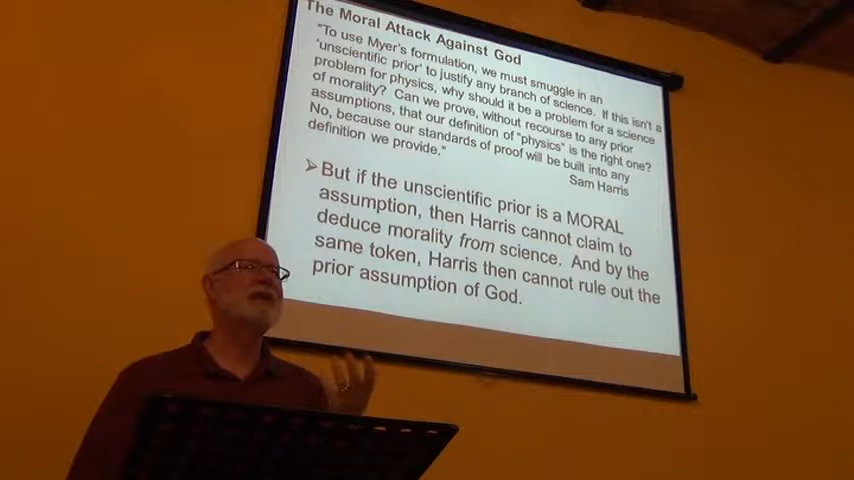 The Moral Attack Against God
"To use Myer's formulation, we must smuggle in an
'unscientific prior' to justify any branch of science. If this isn't a
problem for physics, why should it be a problem for a science
of morality? Can we prove, without recourse to any prior
assumptions, that our definition of "physics" is the right one?
No, because our standards of proof will be built into any
definition we provide."
Sam Harris
But if the unscientific prior is a MORAL
assumption, then Harris cannot claim to
deduce morality from science. And by the
same token, Harris then cannot rule out the
prior assumption of God.